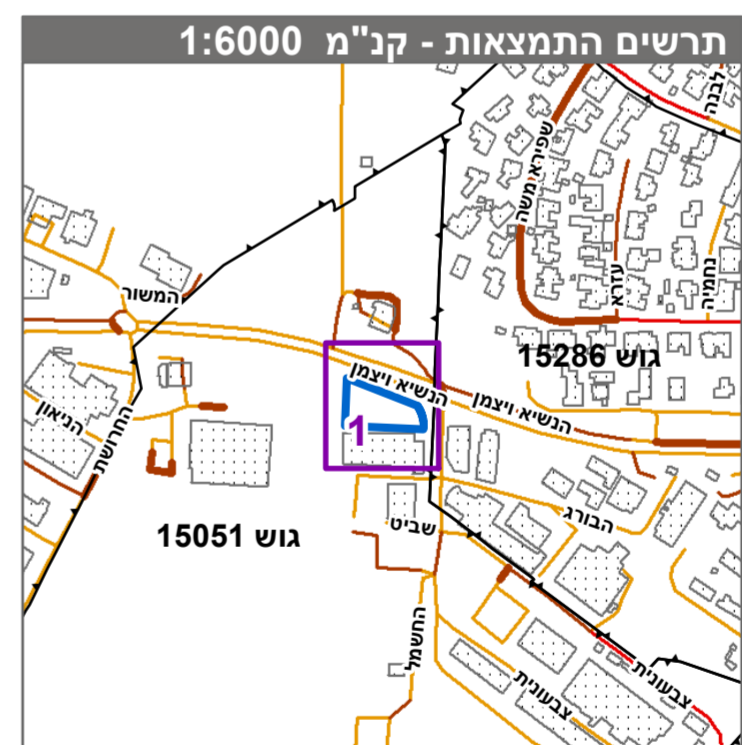 תרשים התמצאות - קנ"מ 1:6000
לבנה
שפירא משה
עזרא
נחמיה
המשור
גוש 15286
הנשיא ויצמן
הנשיא ויצמן
1
הניאון
החרושת
הבורג
שביט
גוש 15051
החשמל
צבעונית
צבעונית